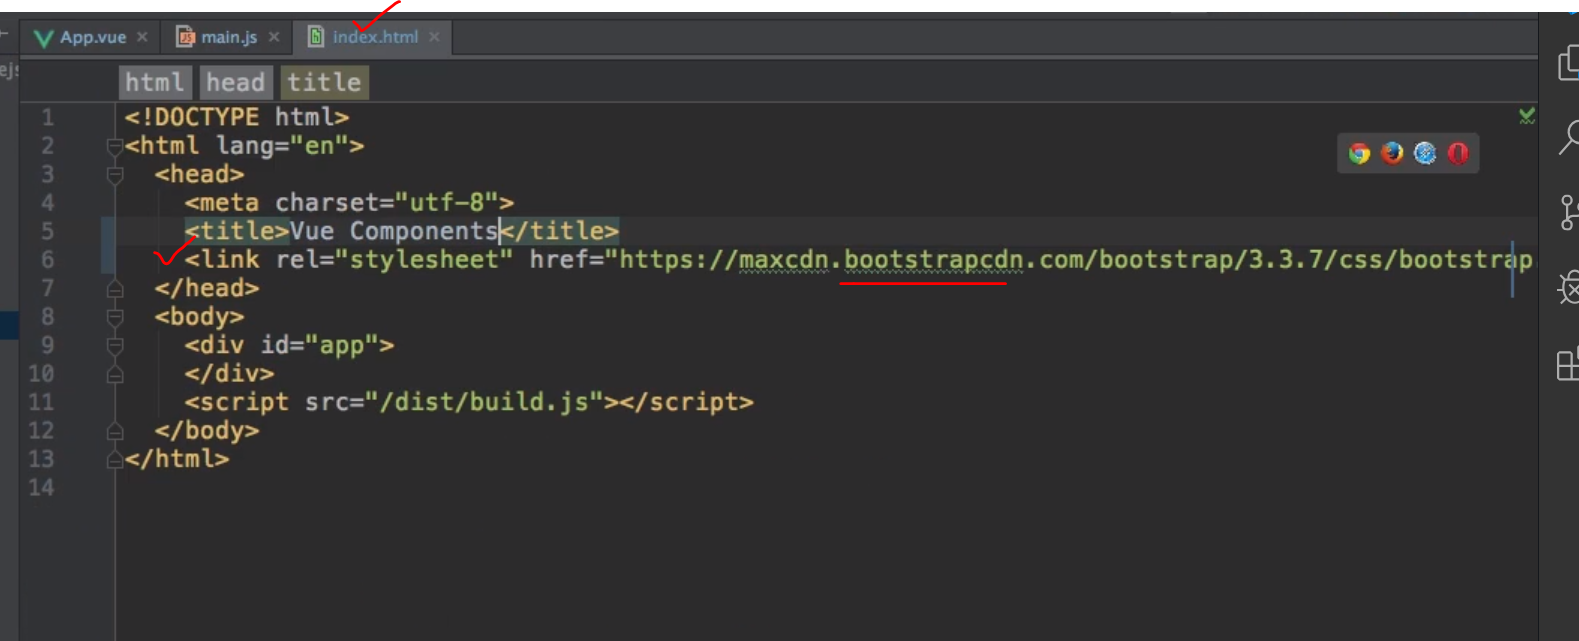 App.vue × main.js × index.html ×
ejs
html head title
1 <!DOCTYPE html>
2 <html lang="en">
3 <head>
4 <meta charset="utf-8">
5 <title>Vue Components</title>
6 <link rel="stylesheet" href="https://maxcdn.bootstrapcdn.com/bootstrap/3.3.7/css/bootstrap.
7 </head>
8 <body>
9 <div id="app">
10 </div>
11 <script src="/dist/build.js"></script>
12 </body>
13 </html>
14